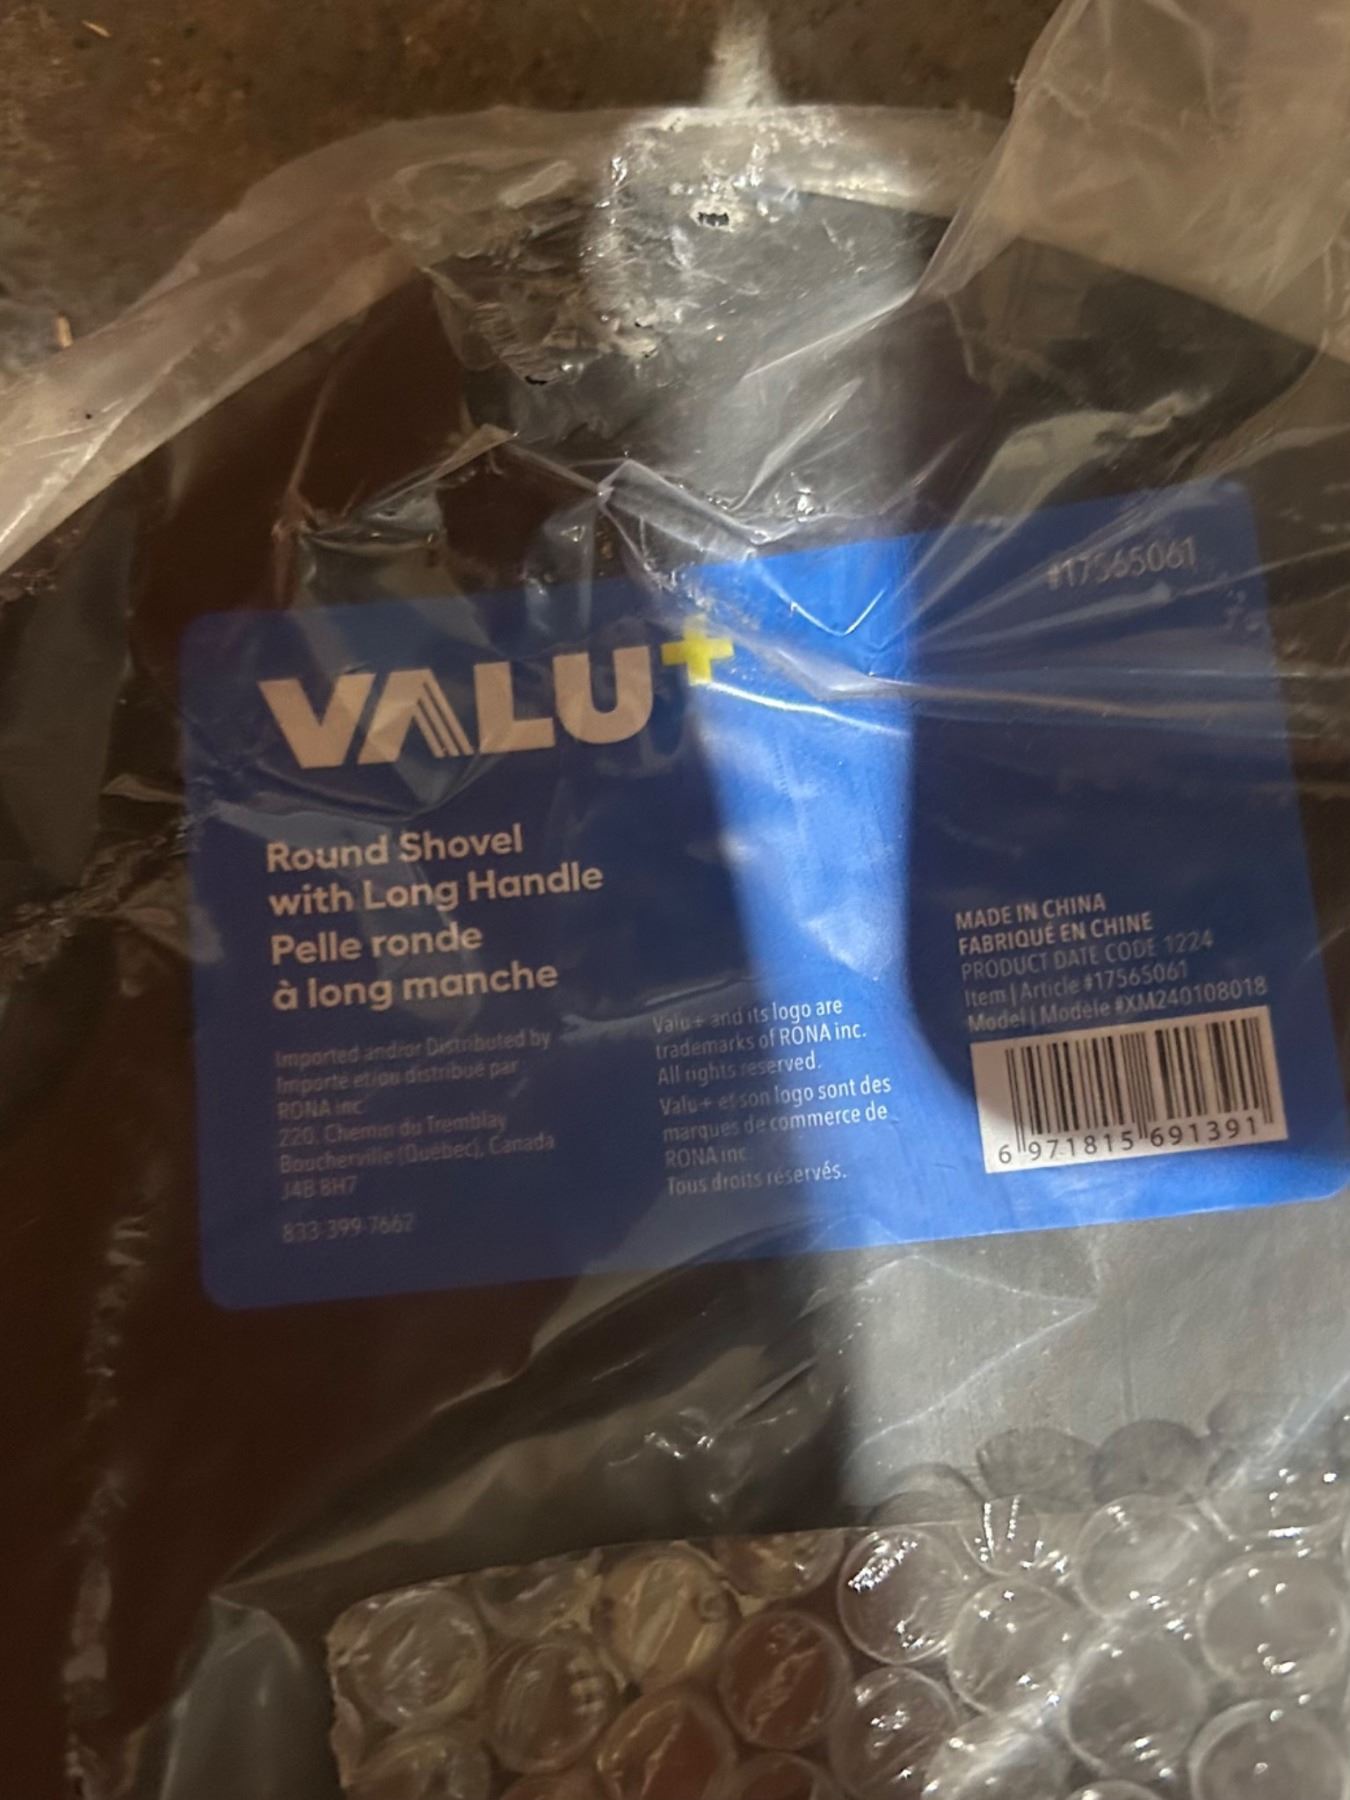 #17565061
VALU+
Round Shovel
with Long Handle
Pelle ronde
à long manche
Imported and/or Distributed by
Importé et/ou distribué par
RONA inc.
220, Chemin du Tremblay
Boucherville (Québec), Canada
J4B 8H7
833-399-7662
Valu+ and its logo are
trademarks of RONA inc.
All rights reserved.
Valu+ et son logo sont des
marques de commerce de
RONA inc.
Tous droits réservés.
MADE IN CHINA
FABRIQUÉ EN CHINE
PRODUCT DATE CODE 1224
Item | Article #17565061
Model | Modèle #XM240108018
6 971815 691391